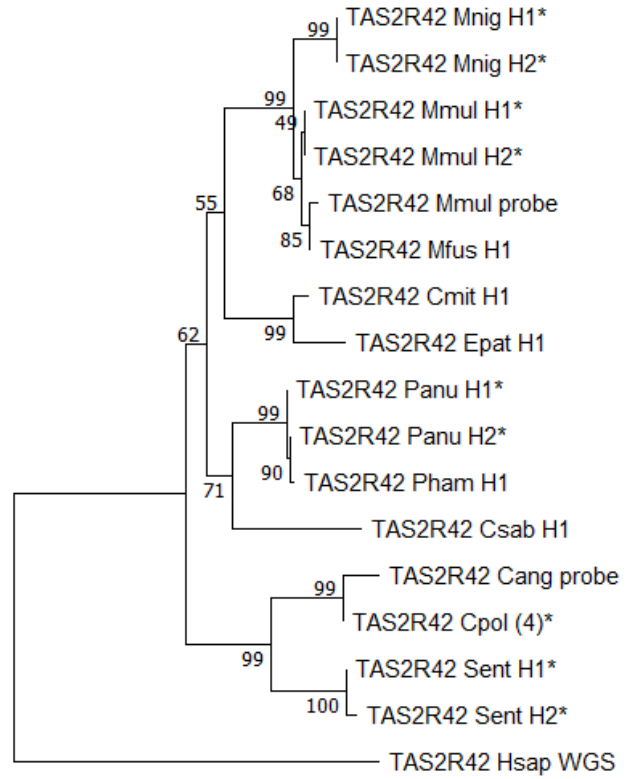 TAS2R42 Mnig H1*
99
TAS2R42 Mnig H2*
99
TAS2R42 Mmul H1*
49
TAS2R42 Mmul H2*
68
TAS2R42 Mmul probe
55
85
TAS2R42 Mfus H1
TAS2R42 Cmit H1
99
TAS2R42 Epat H1
62
TAS2R42 Panu H1*
99
TAS2R42 Panu H2*
90
TAS2R42 Pham H1
71
TAS2R42 Csab H1
TAS2R42 Cang probe
99
TAS2R42 Cpol (4)*
99
TAS2R42 Sent H1*
100
TAS2R42 Sent H2*
TAS2R42 Hsap WGS